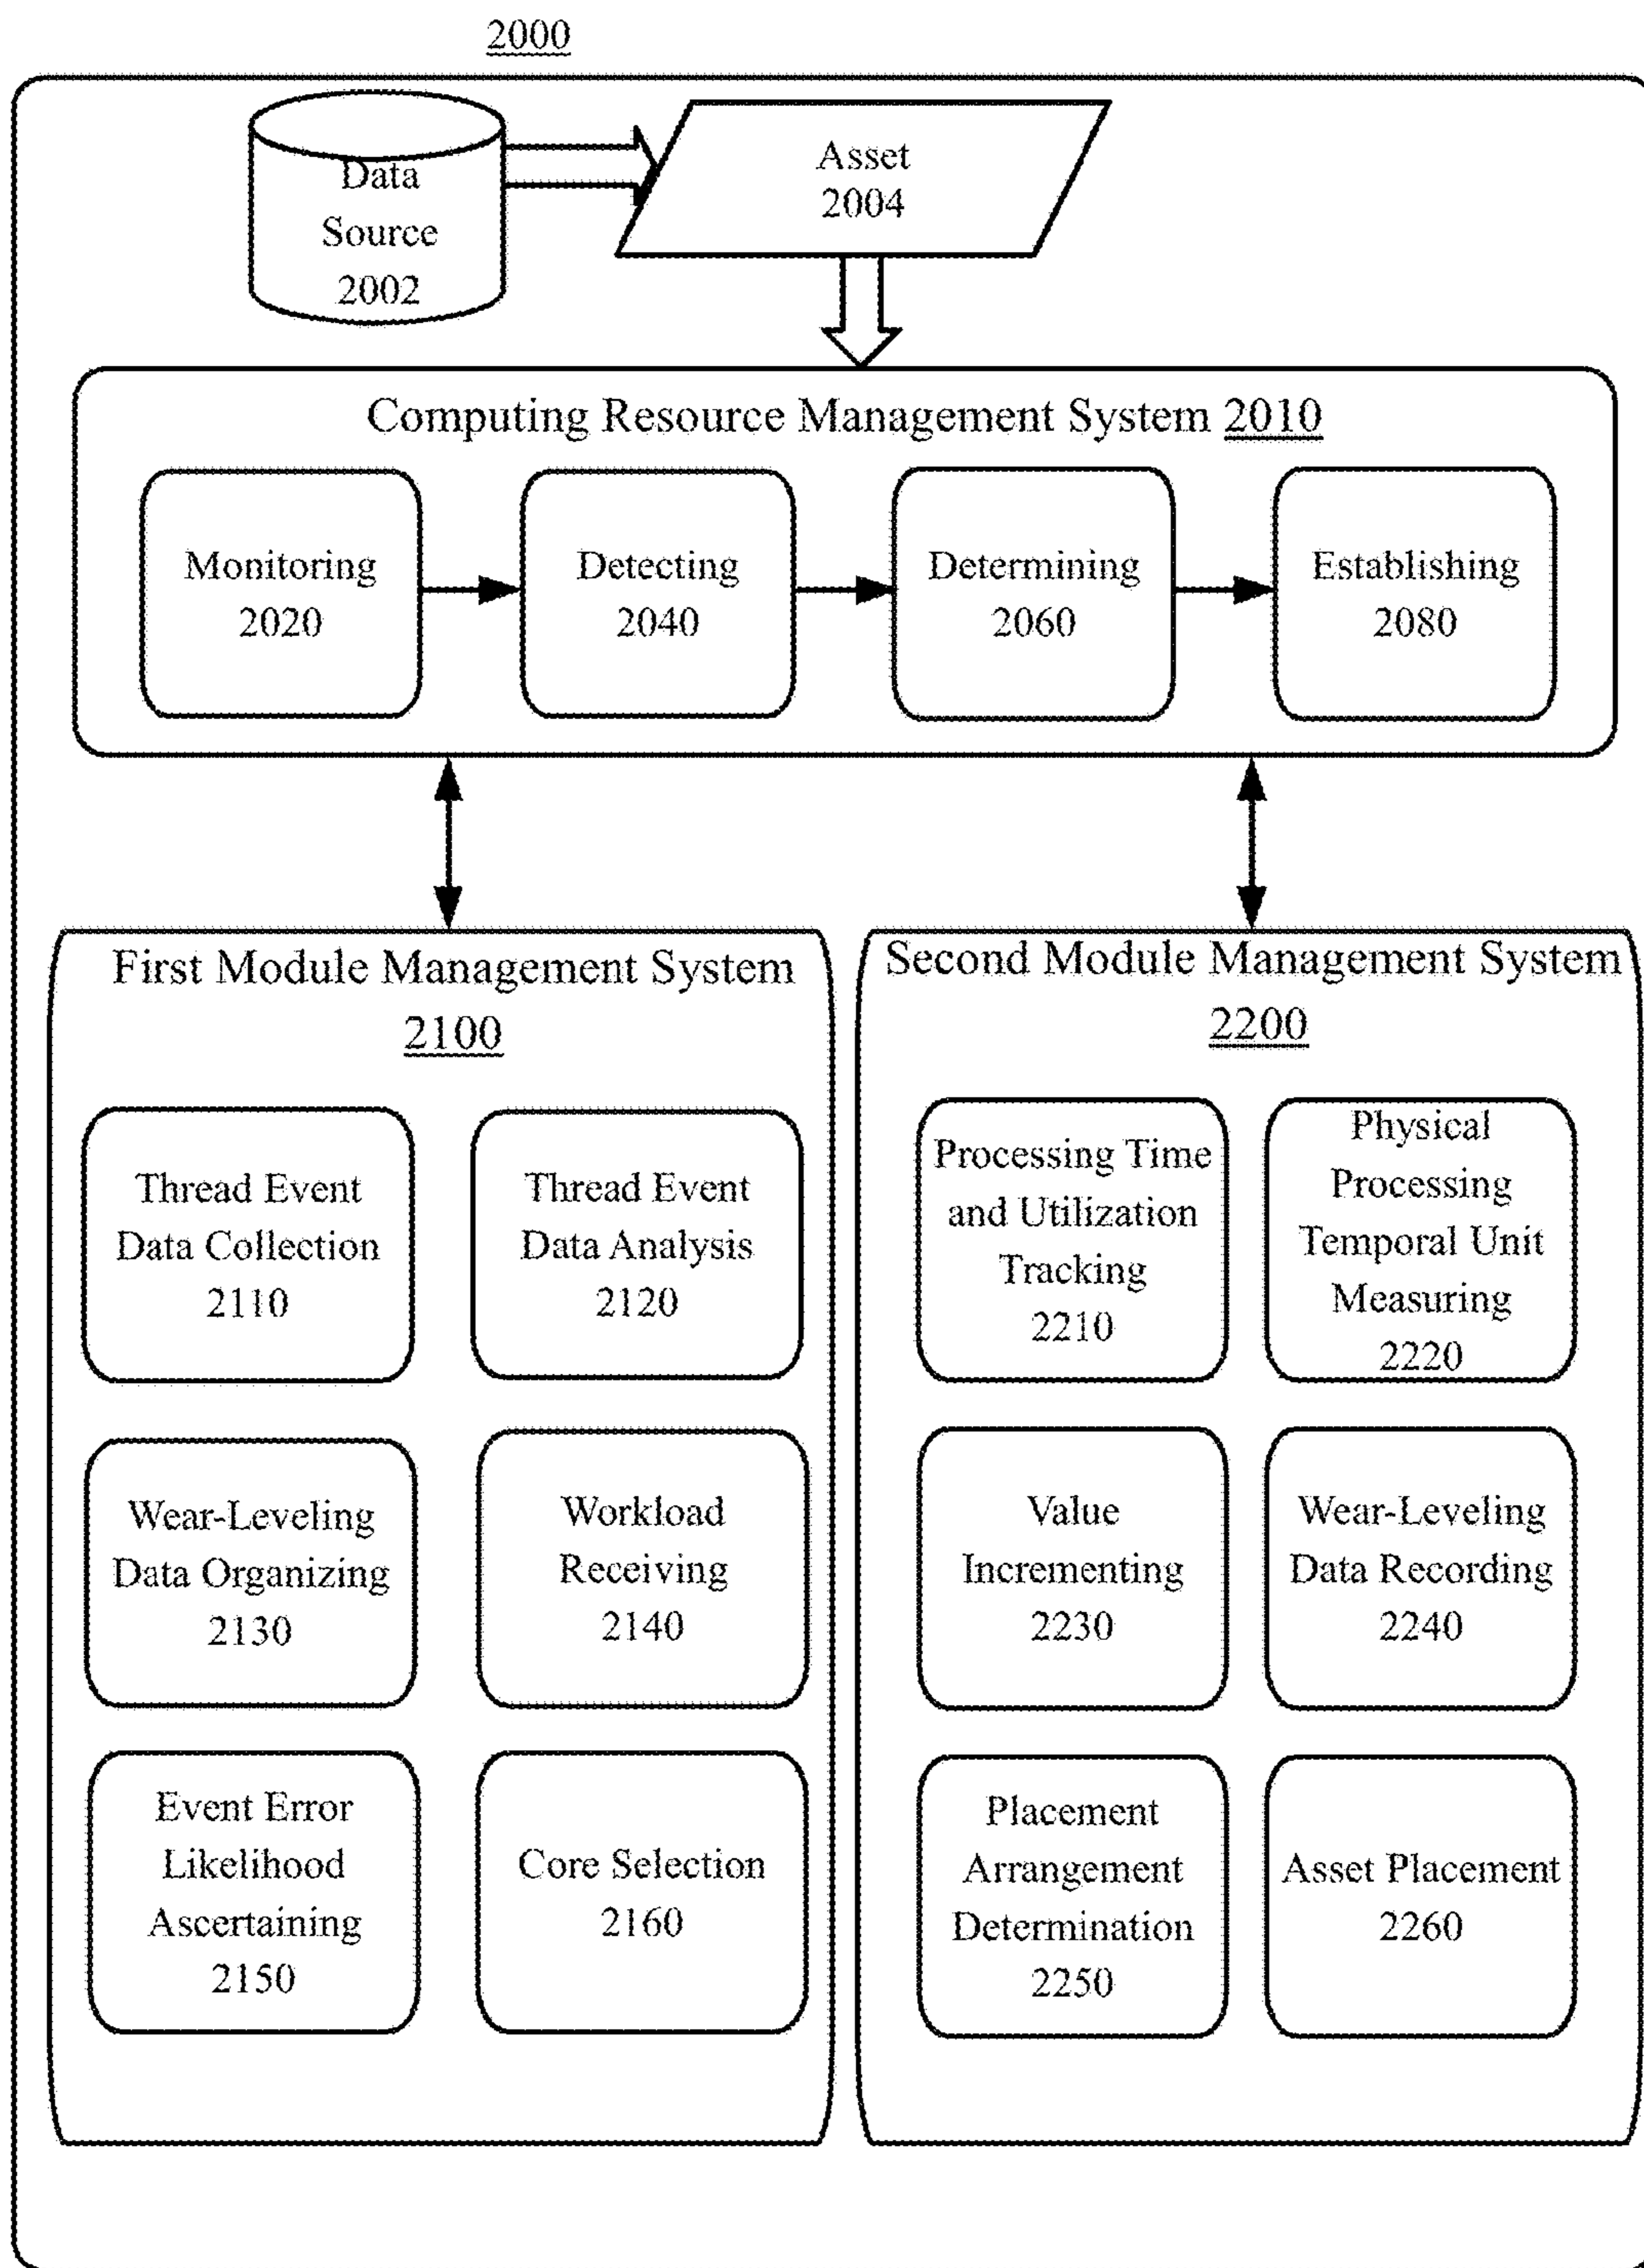 2000
Data
Source
2002
Asset
2004
Computing Resource Management System 2010
Monitoring
2020
Detecting
2040
Determining
2060
Establishing
2080
First Module Management System
2100
Thread Event
Data Collection
2110
Thread Event
Data Analysis
2120
Wear-Leveling
Data Organizing
2130
Workload
Receiving
2140
Event Error
Likelihood
Ascertaining
2150
Core Selection
2160
Second Module Management System
2200
Processing Time
and Utilization
Tracking
2210
Physical
Processing
Temporal Unit
Measuring
2220
Value
Incrementing
2230
Wear-Leveling
Data Recording
2240
Placement
Arrangement
Determination
2250
Asset Placement
2260